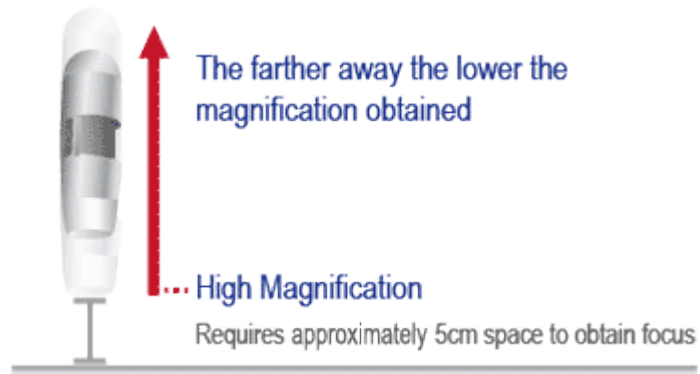 The farther away the lower the
magnification obtained
High Magnification
Requires approximately 5cm space to obtain focus